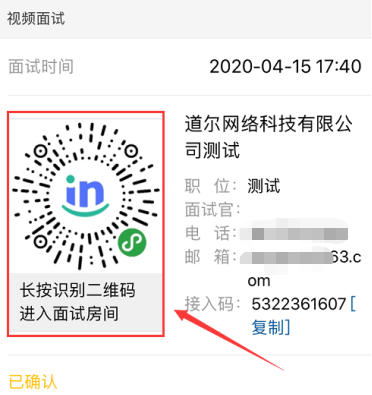 视频面试
面试时间
2020-04-15 17:40
道尔网络科技有限公
司测试
职 位：测试
面试官：
电 话：
邮 箱：63.c
om
接入码：5322361607 [
复制]
in
长按识别二维码
进入面试房间
已确认